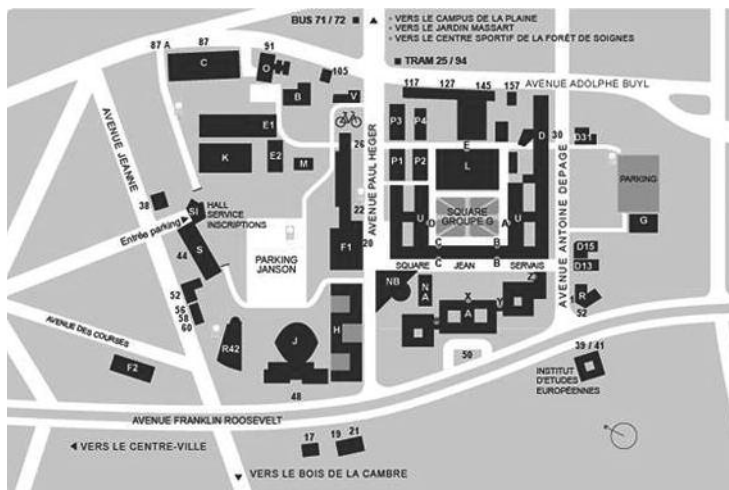 BUS 71 / 72
• VERS LE CAMPUS DE LA PLAINE
• VERS LE JARDIN MASSART
• VERS LE CENTRE SPORTIF DE LA FORÊT DE SOIGNES
TRAM 25 / 94
87 A
87
91
105
117
127
145
157
AVENUE ADOLPHE BUYL
C
O
B
V
P3
P4
D
30
D31
E1
26
E
K
E2
M
P1
P2
L
PARKING
AVENUE JEANNE
AVENUE PAUL HEGER
AVENUE ANTOINE DEPAGE
38
SI
HALL
SERVICE
INSCRIPTIONS
22
U
D
SQUARE
GROUPE G
A
U
G
Entrée parking
44
S
PARKING
JANSON
F1
20
C
B
C
B
D15
D13
SQUARE
JEAN
SERVAIS
NB
N
A
Z
52
R
1
52
56
58
60
X
A
Y
AVENUE DES COURSES
R42
J
H
W
50
39 / 41
F2
INSTITUT
D'ETUDES
EUROPÉENNES
48
AVENUE FRANKLIN ROOSEVELT
17
19
21
VERS LE CENTRE-VILLE
VERS LE BOIS DE LA CAMBRE